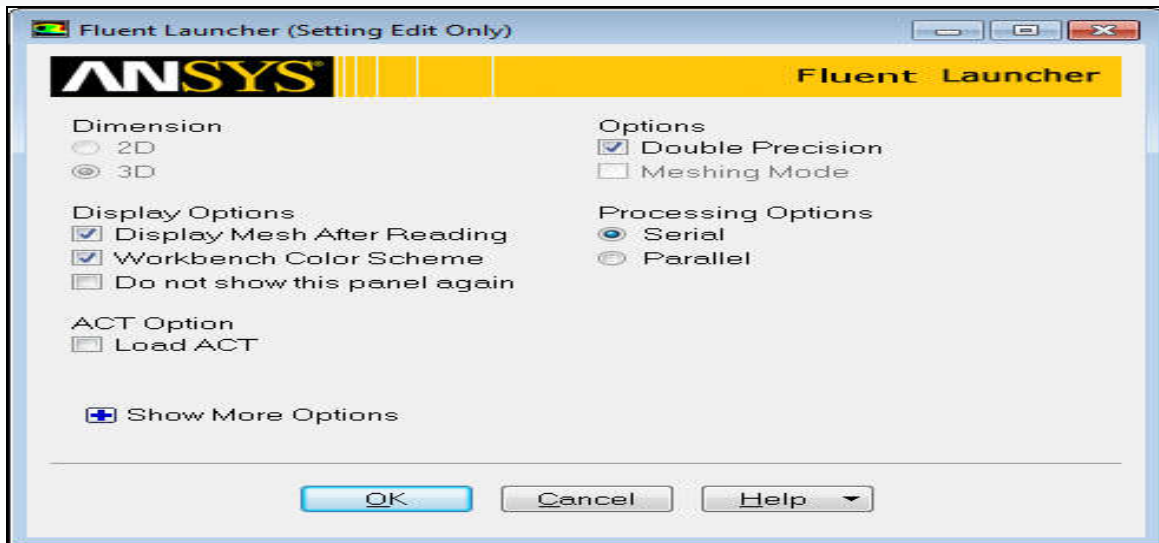 Fluent Launcher (Setting Edit Only)
ANSYS
Fluent Launcher
Dimension
2D
3D
Options
Double Precision
Meshing Mode
Display Options
Display Mesh After Reading
Workbench Color Scheme
Do not show this panel again
Processing Options
Serial
Parallel
ACT Option
Load ACT
Show More Options
OK
Cancel
Help